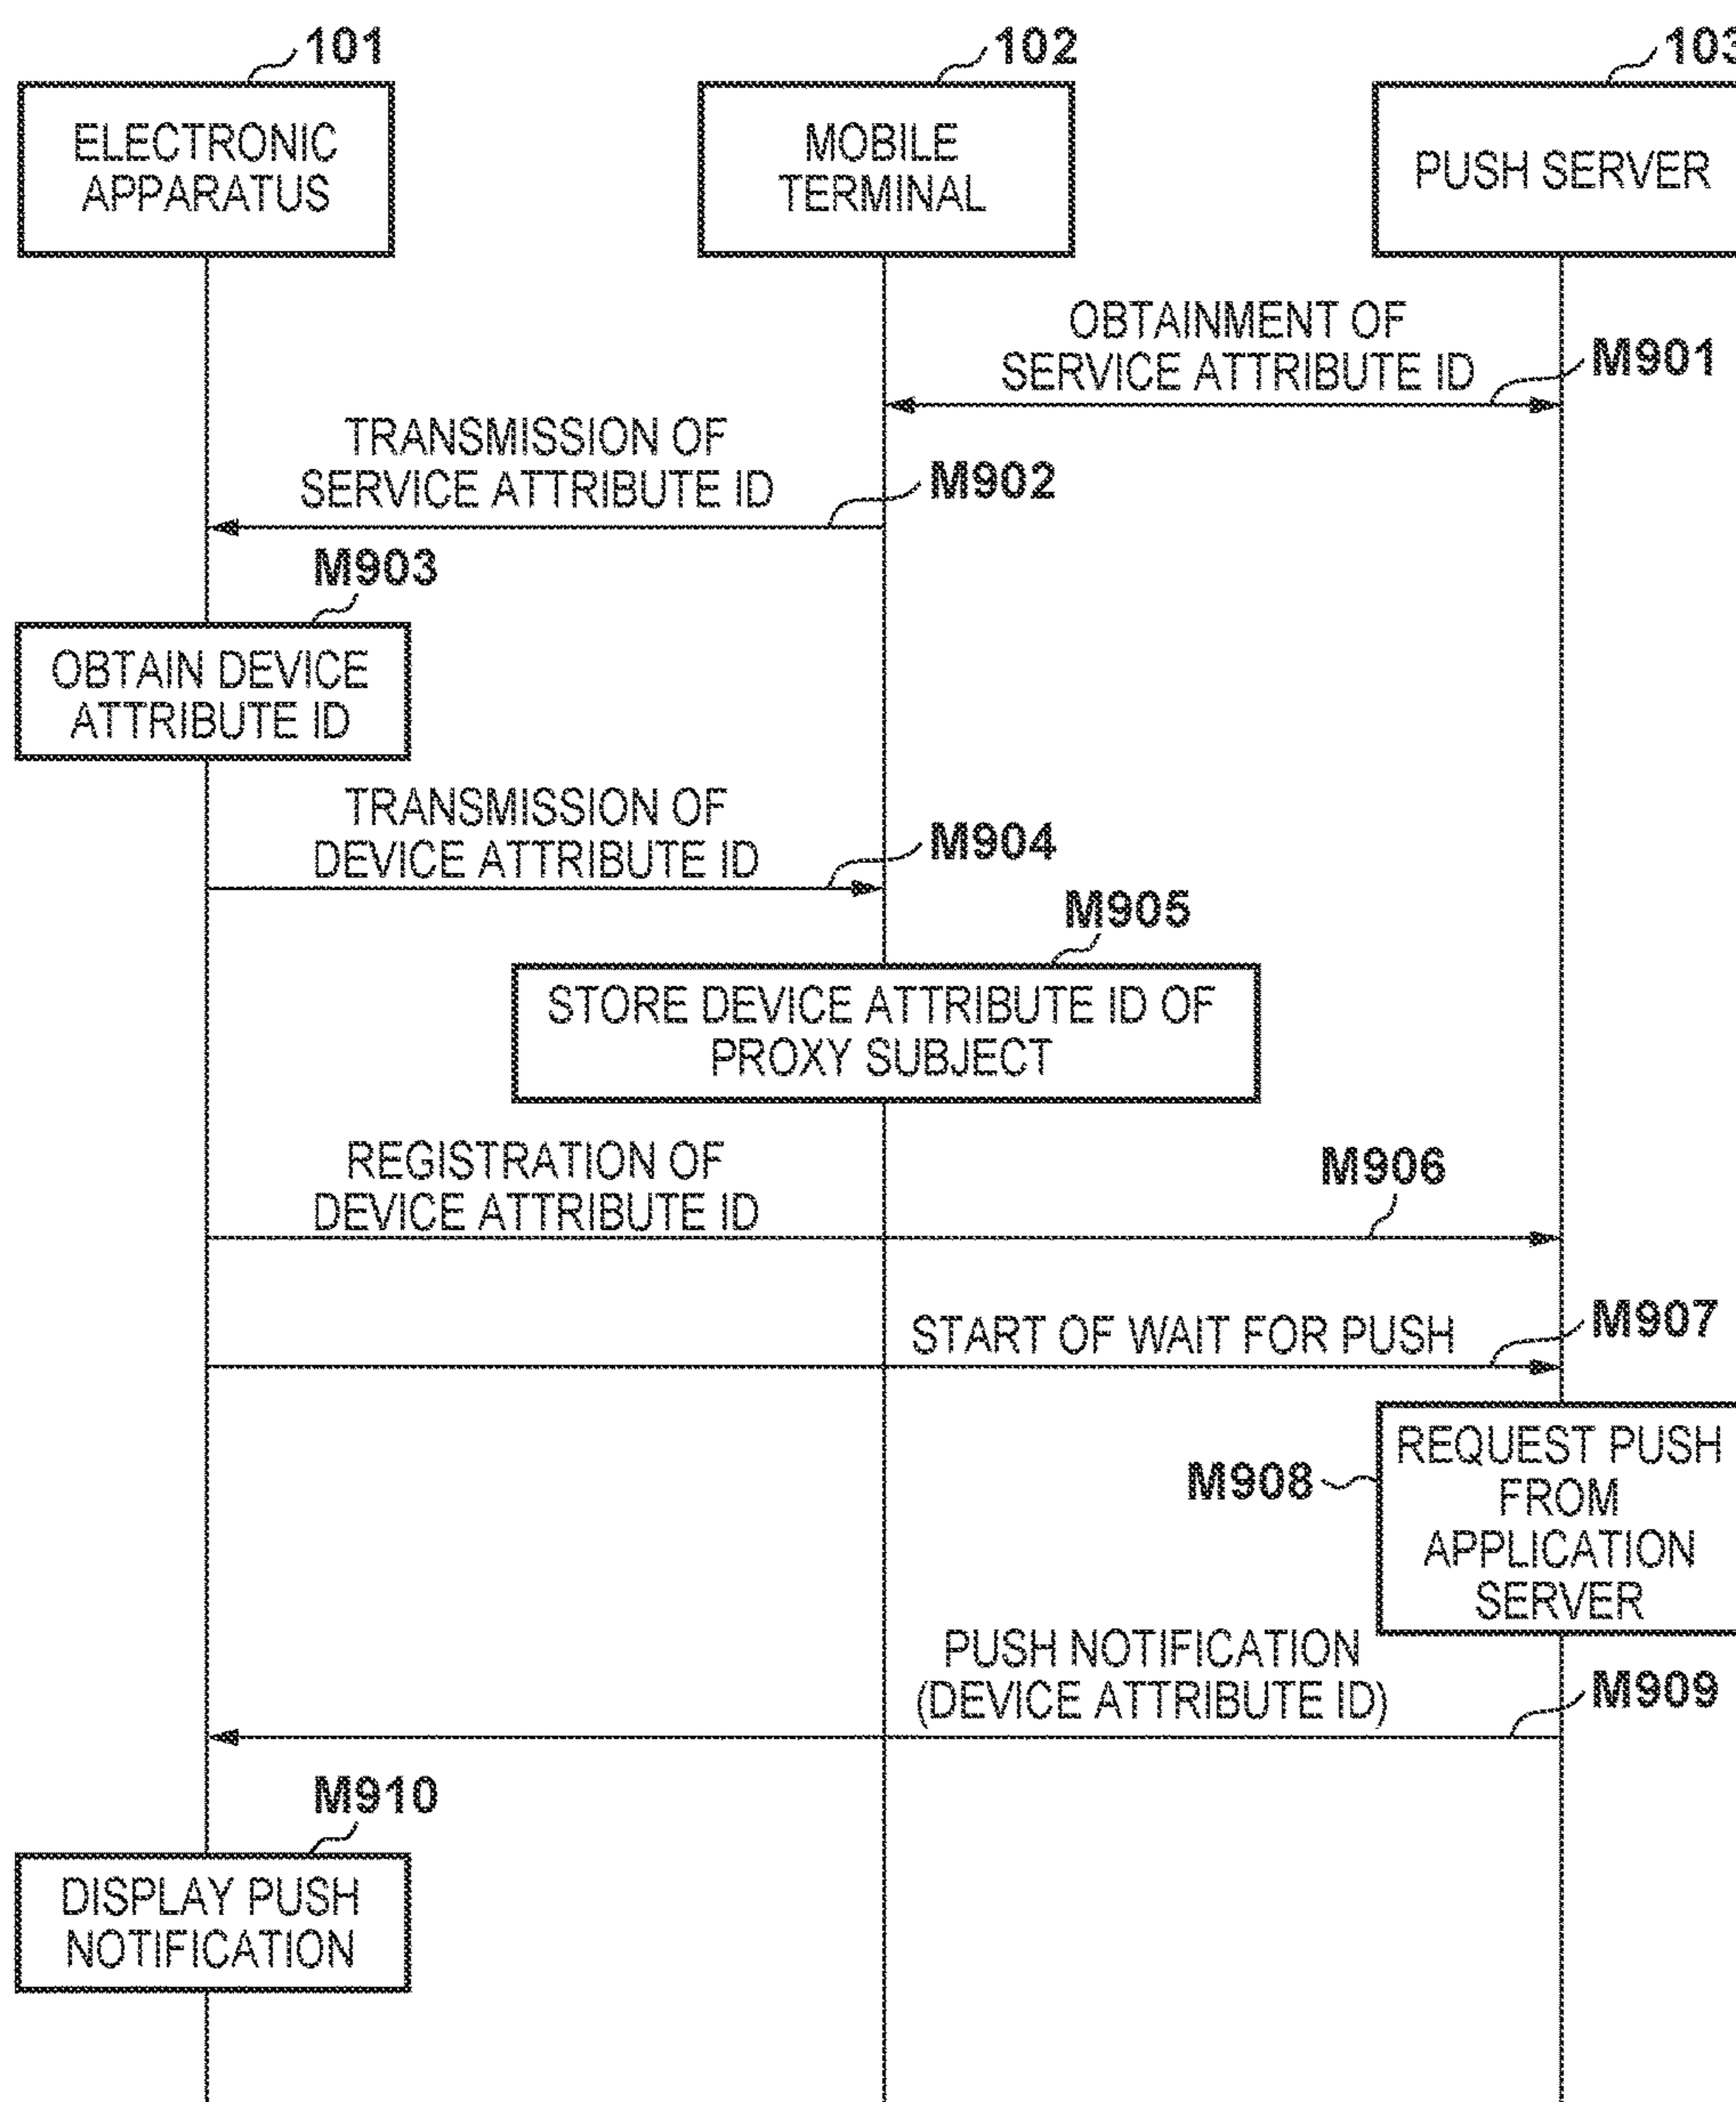 101
102
103
ELECTRONIC
APPARATUS
MOBILE
TERMINAL
PUSH SERVER
OBTAINMENT OF
SERVICE ATTRIBUTE ID
M901
TRANSMISSION OF
SERVICE ATTRIBUTE ID
M902
M903
OBTAIN DEVICE
ATTRIBUTE ID
TRANSMISSION OF
DEVICE ATTRIBUTE ID
M904
M905
STORE DEVICE ATTRIBUTE ID OF
PROXY SUBJECT
REGISTRATION OF
DEVICE ATTRIBUTE ID
M906
START OF WAIT FOR PUSH
M907
M908
REQUEST PUSH
FROM
APPLICATION
SERVER
PUSH NOTIFICATION
(DEVICE ATTRIBUTE ID)
M909
M910
DISPLAY PUSH
NOTIFICATION